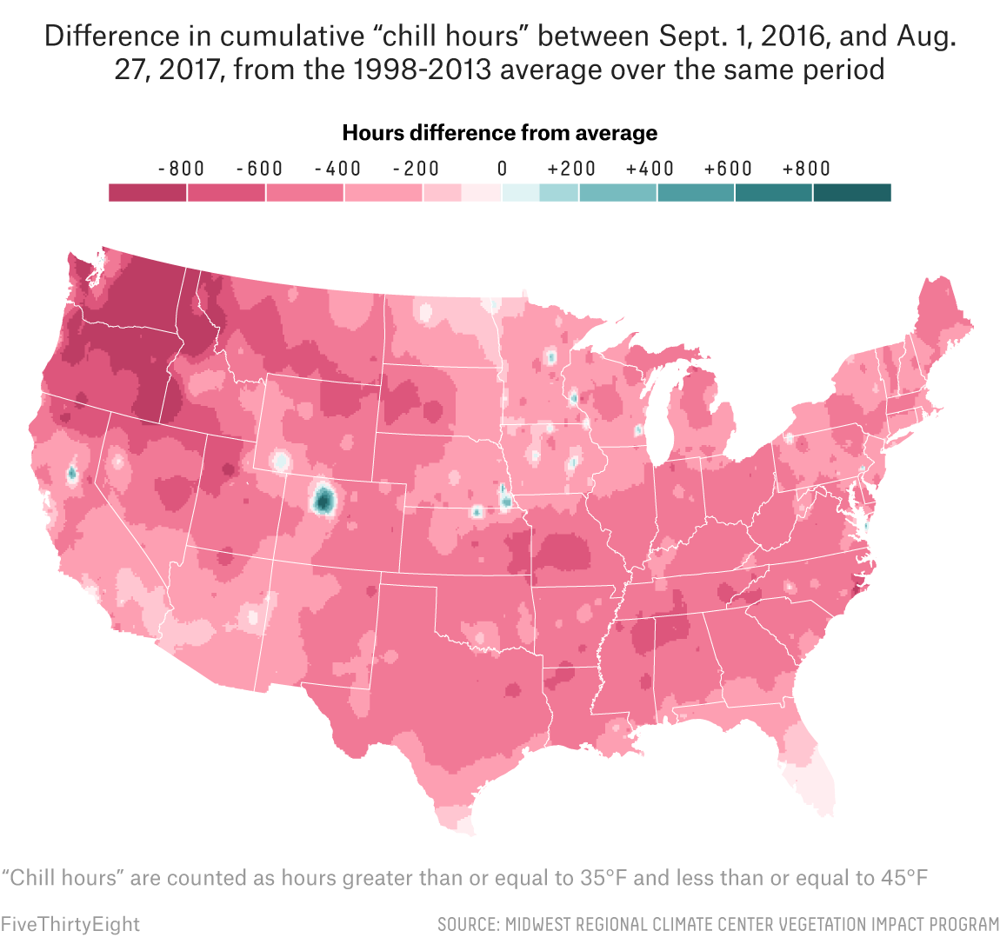 Difference in cumulative “chill hours” between Sept. 1, 2016, and Aug.
27, 2017, from the 1998-2013 average over the same period
Hours difference from average
-800 -600 -400 -200 0 +200 +400 +600 +800
“Chill hours” are counted as hours greater than or equal to 35°F and less than or equal to 45°F
FiveThirtyEight SOURCE: MIDWEST REGIONAL CLIMATE CENTER VEGETATION IMPACT PROGRAM